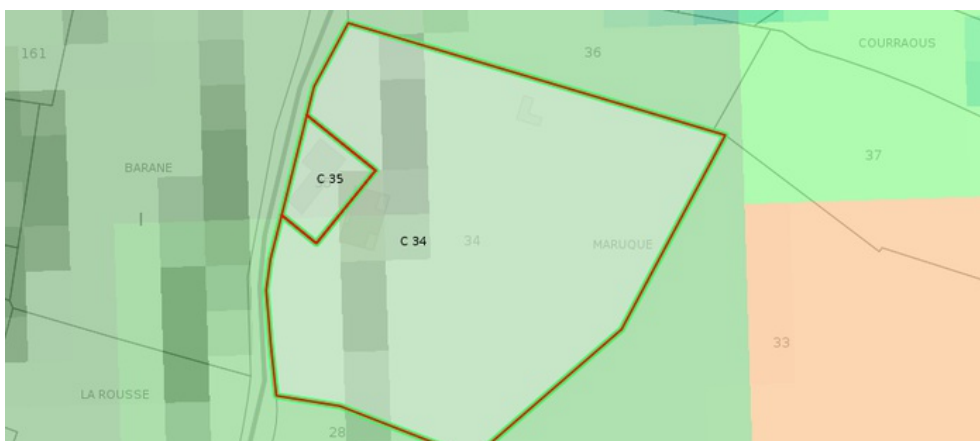 COURRAOUS
36
161
37
BARANE
C 35
C 34
34
MARUQUE
33
LA ROUSSE
28